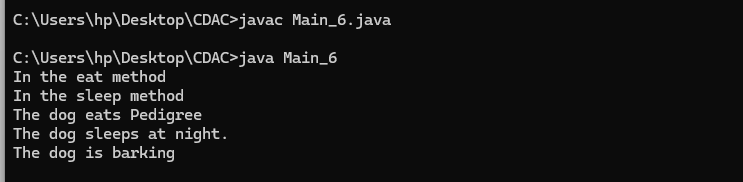 C:\Users\hp\Desktop\CDAC>javac Main_6.java
C:\Users\hp\Desktop\CDAC>java Main_6
In the eat method
In the sleep method
The dog eats Pedigree
The dog sleeps at night.
The dog is barking